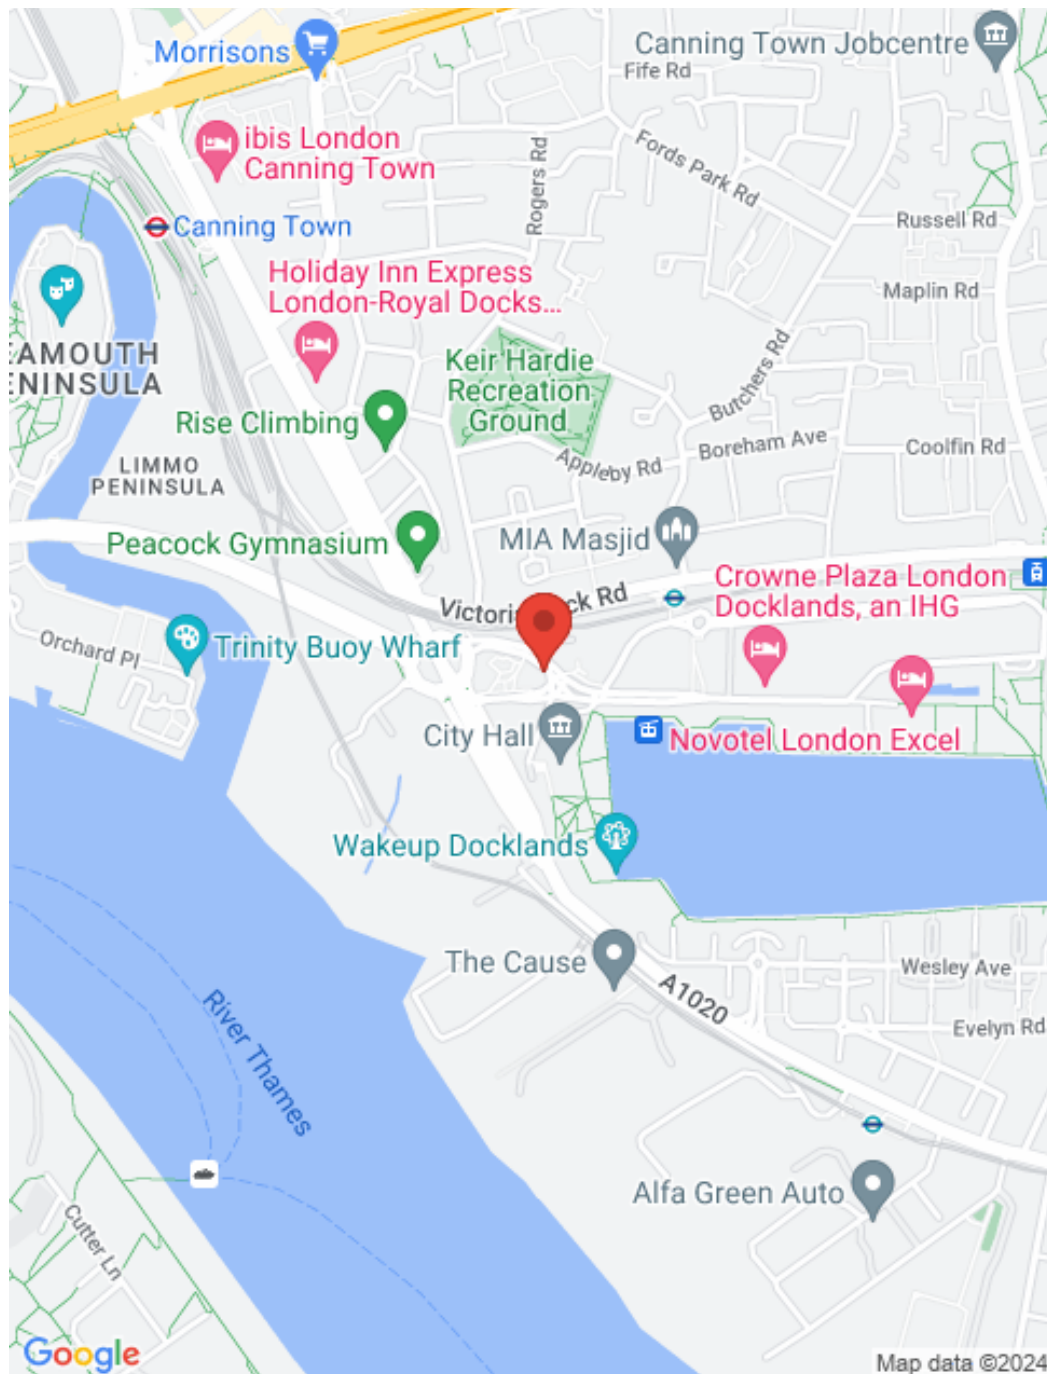 Morrisons
Canning Town Jobcentre
Fife Rd
ibis London
Canning Town
Rogers Rd
Fords Park Rd
Russell Rd
Canning Town
Holiday Inn Express
London-Royal Docks...
Maplin Rd
EAMOUTH
ENINSULA
Keir Hardie
Recreation
Ground
Butchers Rd
Rise Climbing
Boreham Ave
Coolfin Rd
Appleby Rd
LIMMO
PENINSULA
Peacock Gymnasium
MIA Masjid
Crowne Plaza London
Docklands, an IHG
Victoria ck Rd
Orchard Pl
Trinity Buoy Wharf
City Hall
Novotel London Excel
Wakeup Docklands
The Cause
Wesley Ave
A1020
Evelyn Rd
River Thames
Alfa Green Auto
Cutter Ln
Google
Map data ©2024